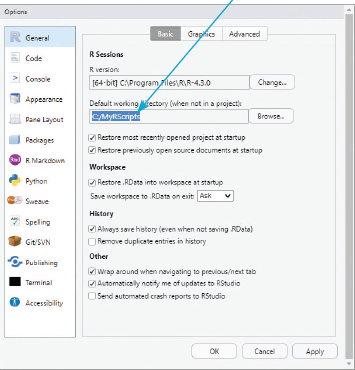 Options
General
Code
Console
Appearance
Pane Layout
Packages
R Markdown
Python
Sweave
Spelling
Git/SVN
Publishing
Terminal
Accessibility
Basic Graphics Advanced
R Sessions
R version:
[64-bit] C:\Program Files\R\R-4.3.0 Change...
Default working directory (when not in a project):
C:/MyRScripts Browse...
Restore most recently opened project at startup
Restore previously open source documents at startup
Workspace
Restore .RData into workspace at startup
Save workspace to .RData on exit: Ask
History
Always save history (even when not saving .RData)
Remove duplicate entries in history
Other
Wrap around when navigating to previous/next tab
Automatically notify me of updates to RStudio
Send automated crash reports to RStudio
OK Cancel Apply